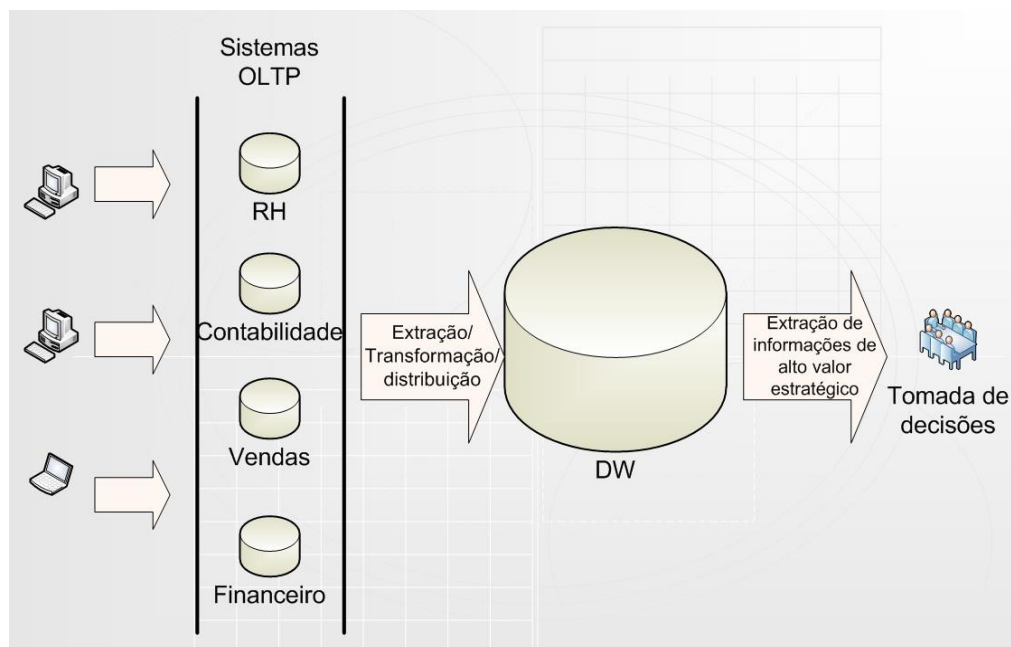 Sistemas
OLTP
RH
Contabilidade
Vendas
Financeiro
Extração/
Transformação/
distribuição
DW
Extração de
informações de
alto valor
estratégico
Tomada de
decisões